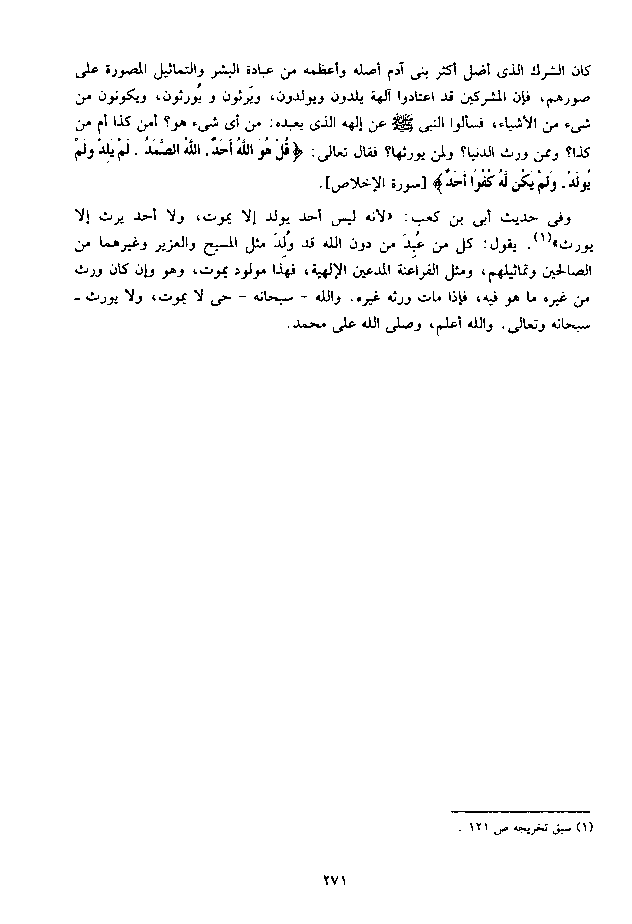 كان الشرك الذى أضل أكثر بنى آدم أصله وأعظمه من عبادة البشر والتماثيل المصورة على
صورهم، فإن المشركين قد اعتادوا آلهة يلدون ويولدون، ويَرثون و يُورثون، ويكونون من
شىء من الأشياء، فسألوا النبى ﷺ عن إلهه الذى يعبده: من أى شىء هو؟ أمن كذا أم من
كذا؟ وممن ورث الدنيا؟ ولمن يورثها؟ فقال تعالى: ﴿قُلْ هُوَ اللَّهُ أَحَدٌ. اللَّهُ الصَّمَدُ . لَمْ يَلِدْ وَلَمْ
يُولَدْ. وَلَمْ يَكُن لَّهُ كُفُوًا أَحَدٌ﴾ [سورة الإخلاص].
وفى حديث أبى بن كعب: «لأنه ليس أحد يولد إلا يموت، ولا أحد يرث إلا
يورث»(١). يقول: كل من عُبِدَ من دون الله قد وُلِدَ مثل المسيح والعزير وغيرهما من
الصالحين وتماثيلهم، ومثل الفراعنة المدعين الإلهية، فهذا مولود يموت، وهو وإن كان ورث
من غيره ما هو فيه، فإذا مات ورثه غيره. والله - سبحانه - حى لا يموت، ولا يورث -
سبحانه وتعالى. والله أعلم، وصلى الله على محمد.
(١) سبق تخريجه ص ١٢١ .
٢٧١